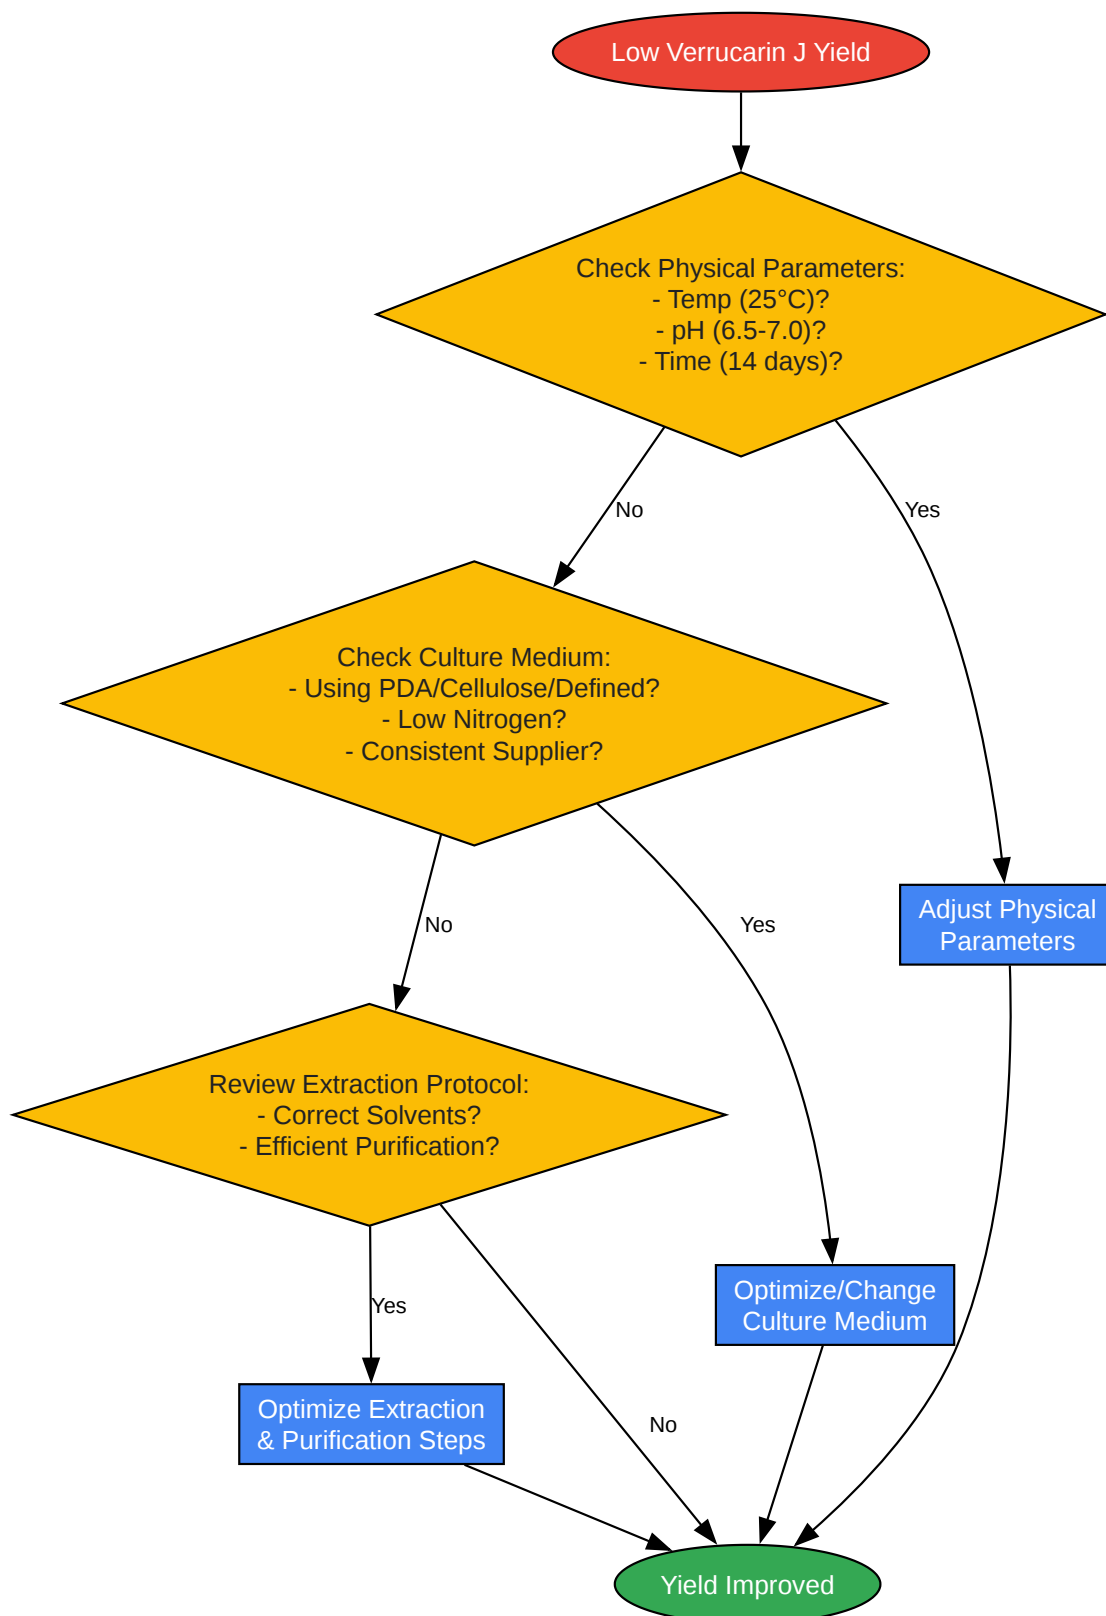 Low Verrucarin J Yield
Check Physical Parameters:
- Temp (25°C)?
- pH (6.5-7.0)?
- Time (14 days)?
No
Yes
Check Culture Medium:
- Using PDA/Cellulose/Defined?
- Low Nitrogen?
- Consistent Supplier?
Adjust Physical
Parameters
No
Yes
Review Extraction Protocol:
- Correct Solvents?
- Efficient Purification?
Optimize/Change
Culture Medium
Yes
Optimize Extraction
& Purification Steps
No
Yield Improved